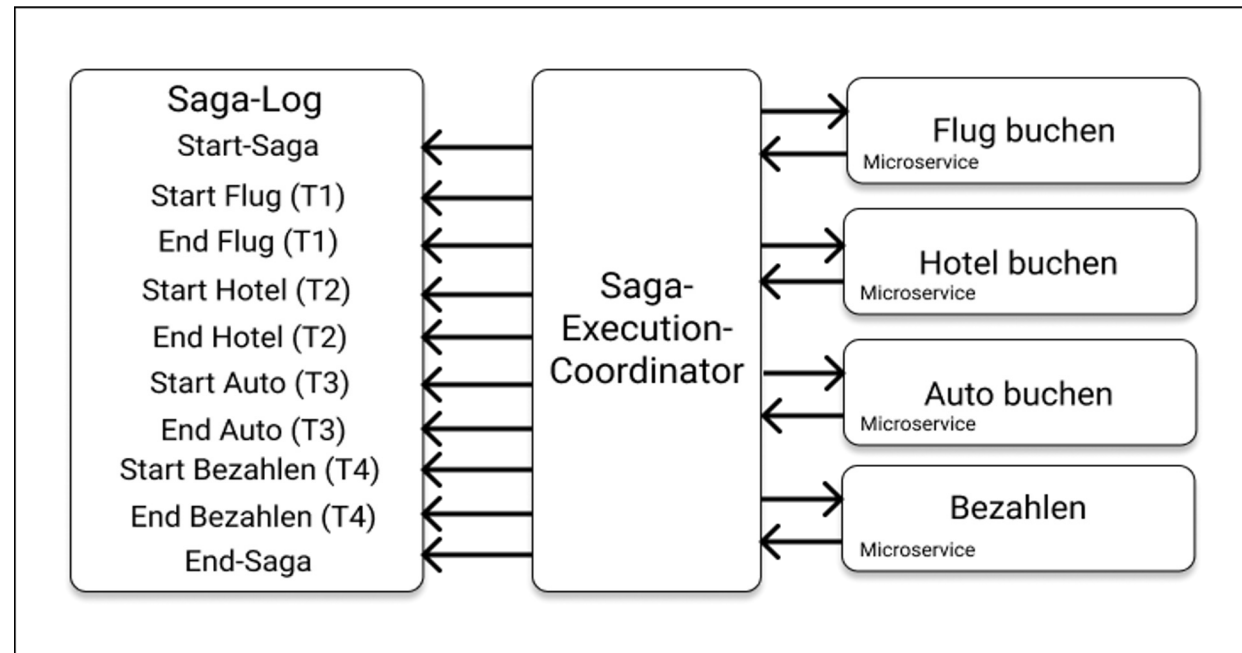 Saga-Log
Start-Saga
Start Flug (T1)
End Flug (T1)
Start Hotel (T2)
End Hotel (T2)
Start Auto (T3)
End Auto (T3)
Start Bezahlen (T4)
End Bezahlen (T4)
End-Saga
Saga-
Execution-
Coordinator
Flug buchen
Microservice
Hotel buchen
Microservice
Auto buchen
Microservice
Bezahlen
Microservice